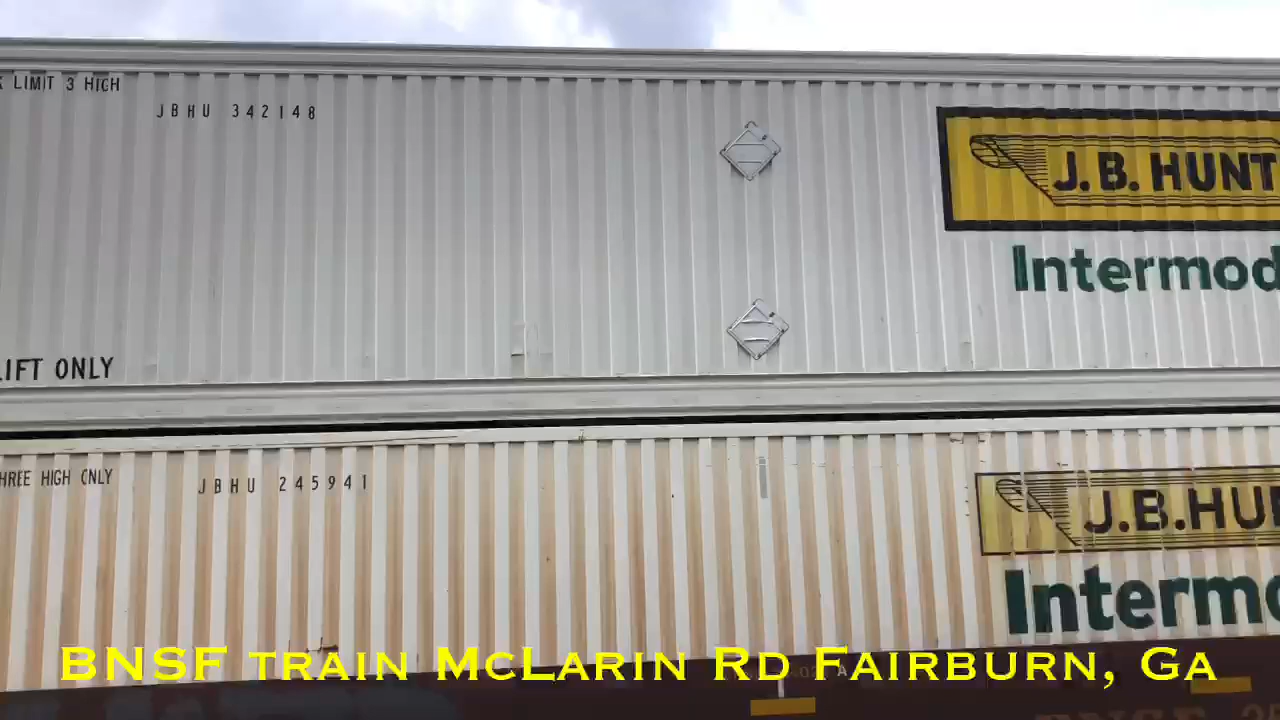 LIMIT 3 HIGH
JBHU 342148
J.B. HUNT
Intermod
LIFT ONLY
HREE HIGH ONLY
JBHU 245941
J.B.HU
Interm
BNSF train McLarin Rd Fairburn, Ga